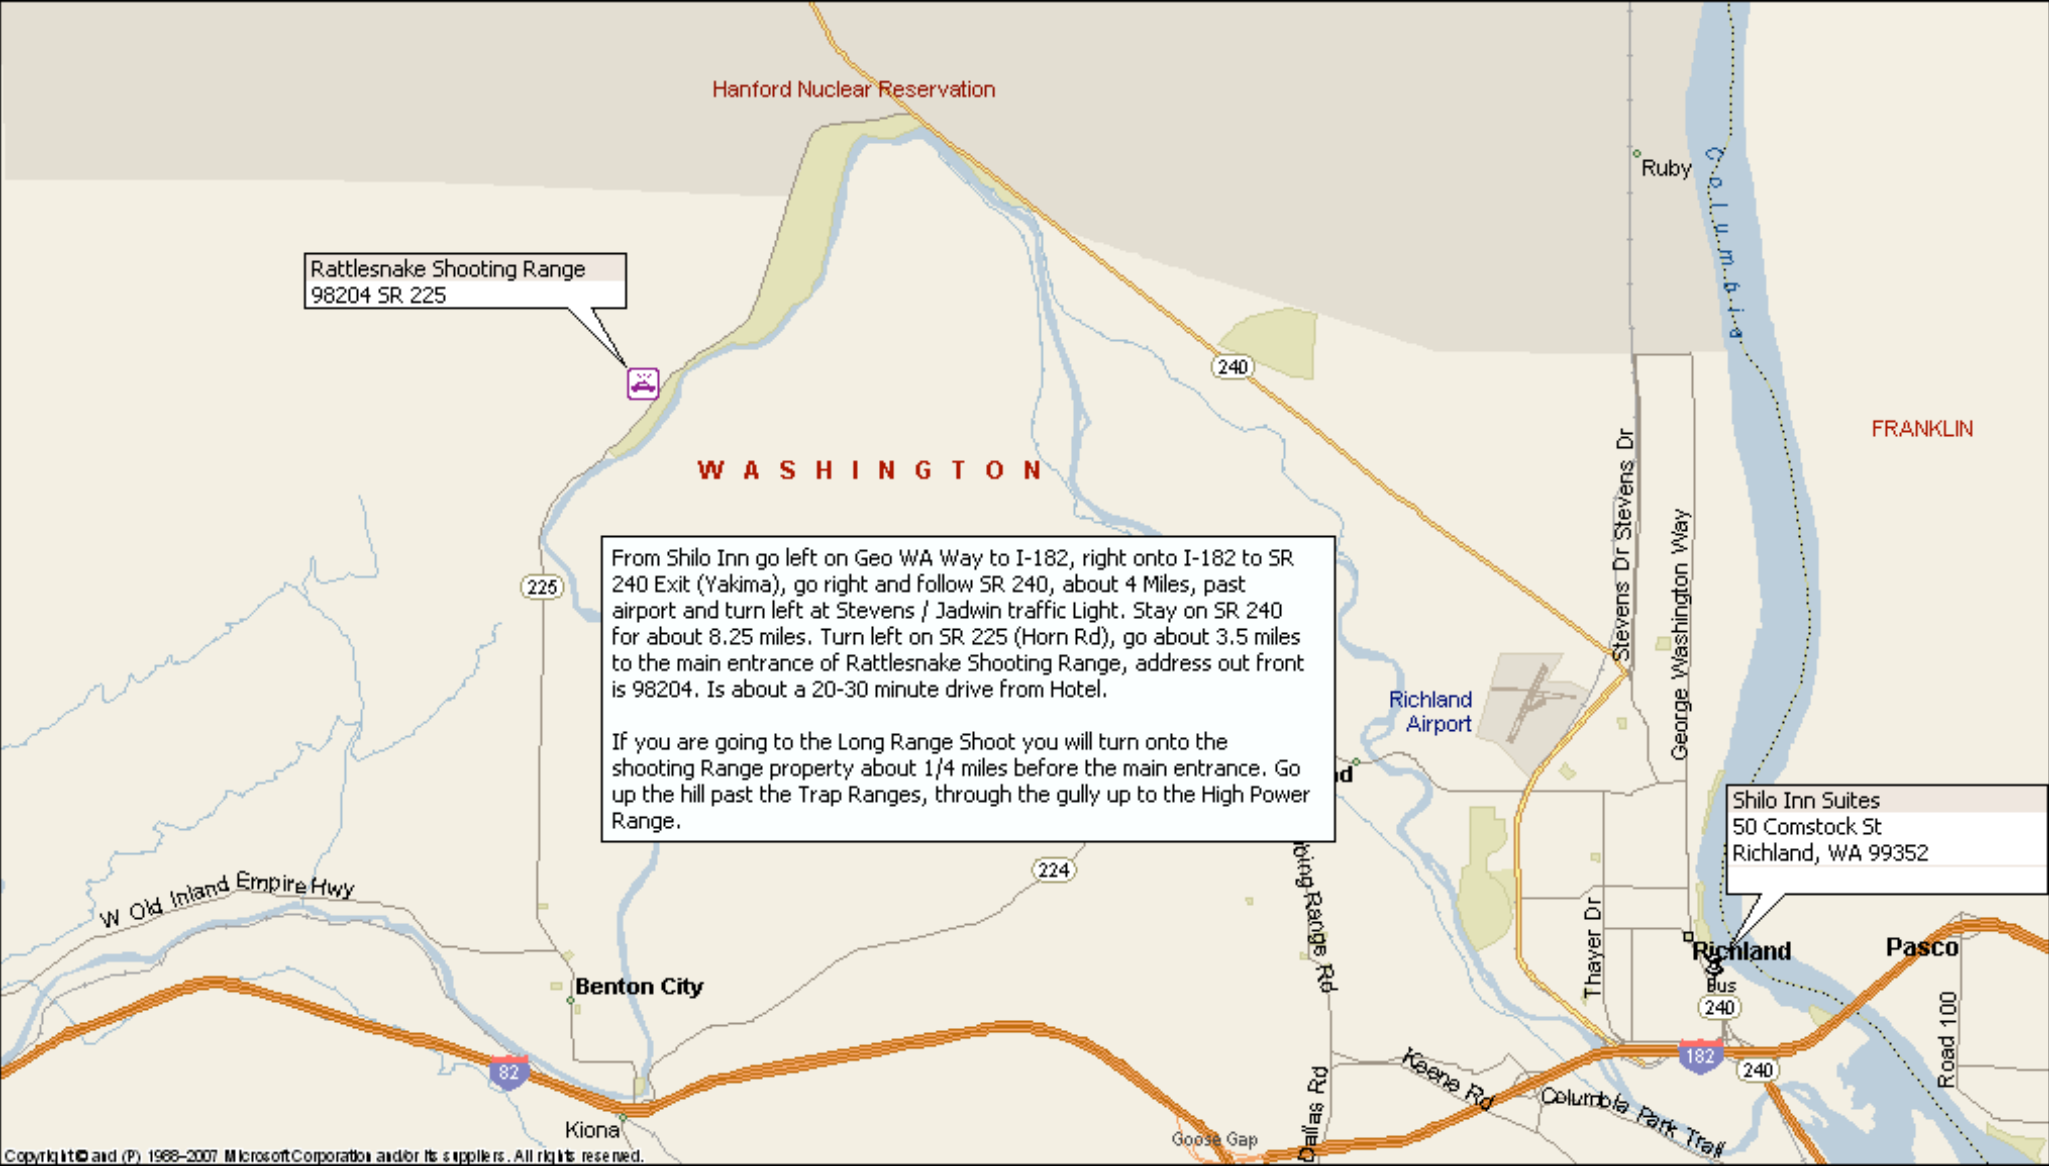 Hanford Nuclear Reservation
Ruby
Columbia
Rattlesnake Shooting Range
98204 SR 225
240
FRANKLIN
WASHINGTON
Stevens Dr Stevens Dr
George Washington Way
225
From Shilo Inn go left on Geo WA Way to I-182, right onto I-182 to SR
240 Exit (Yakima), go right and follow SR 240, about 4 Miles, past
airport and turn left at Stevens / Jadwin traffic Light. Stay on SR 240
for about 8.25 miles. Turn left on SR 225 (Horn Rd), go about 3.5 miles
to the main entrance of Rattlesnake Shooting Range, address out front
is 98204. Is about a 20-30 minute drive from Hotel.
If you are going to the Long Range Shoot you will turn onto the
shooting Range property about 1/4 miles before the main entrance. Go
up the hill past the Trap Ranges, through the gully up to the High Power
Range.
Richland
Airport
Shilo Inn Suites
50 Comstock St
Richland, WA 99352
224
W Old Inland Empire Hwy
Range Rd
Thayer Dr
Richland
Pasco
Bus
240
Benton City
Road 100
182
240
82
Keene Rd
Columbia Park Trail
Dallas Rd
Kiona
Goose Gap
Copyright © and (P) 1988–2007 Microsoft Corporation and/or its suppliers. All rights reserved.